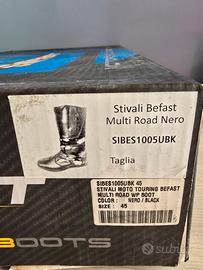 Stivali Befast
Multi Road Nero
SIBES1005UBK
Taglia
SIBES1005UBK 45
STIVALI MOTO TOURING BEFAST
MULTI ROAD WP BOOT
COLOR : NERO / BLACK
SIZE : 45
BOOTS
subito